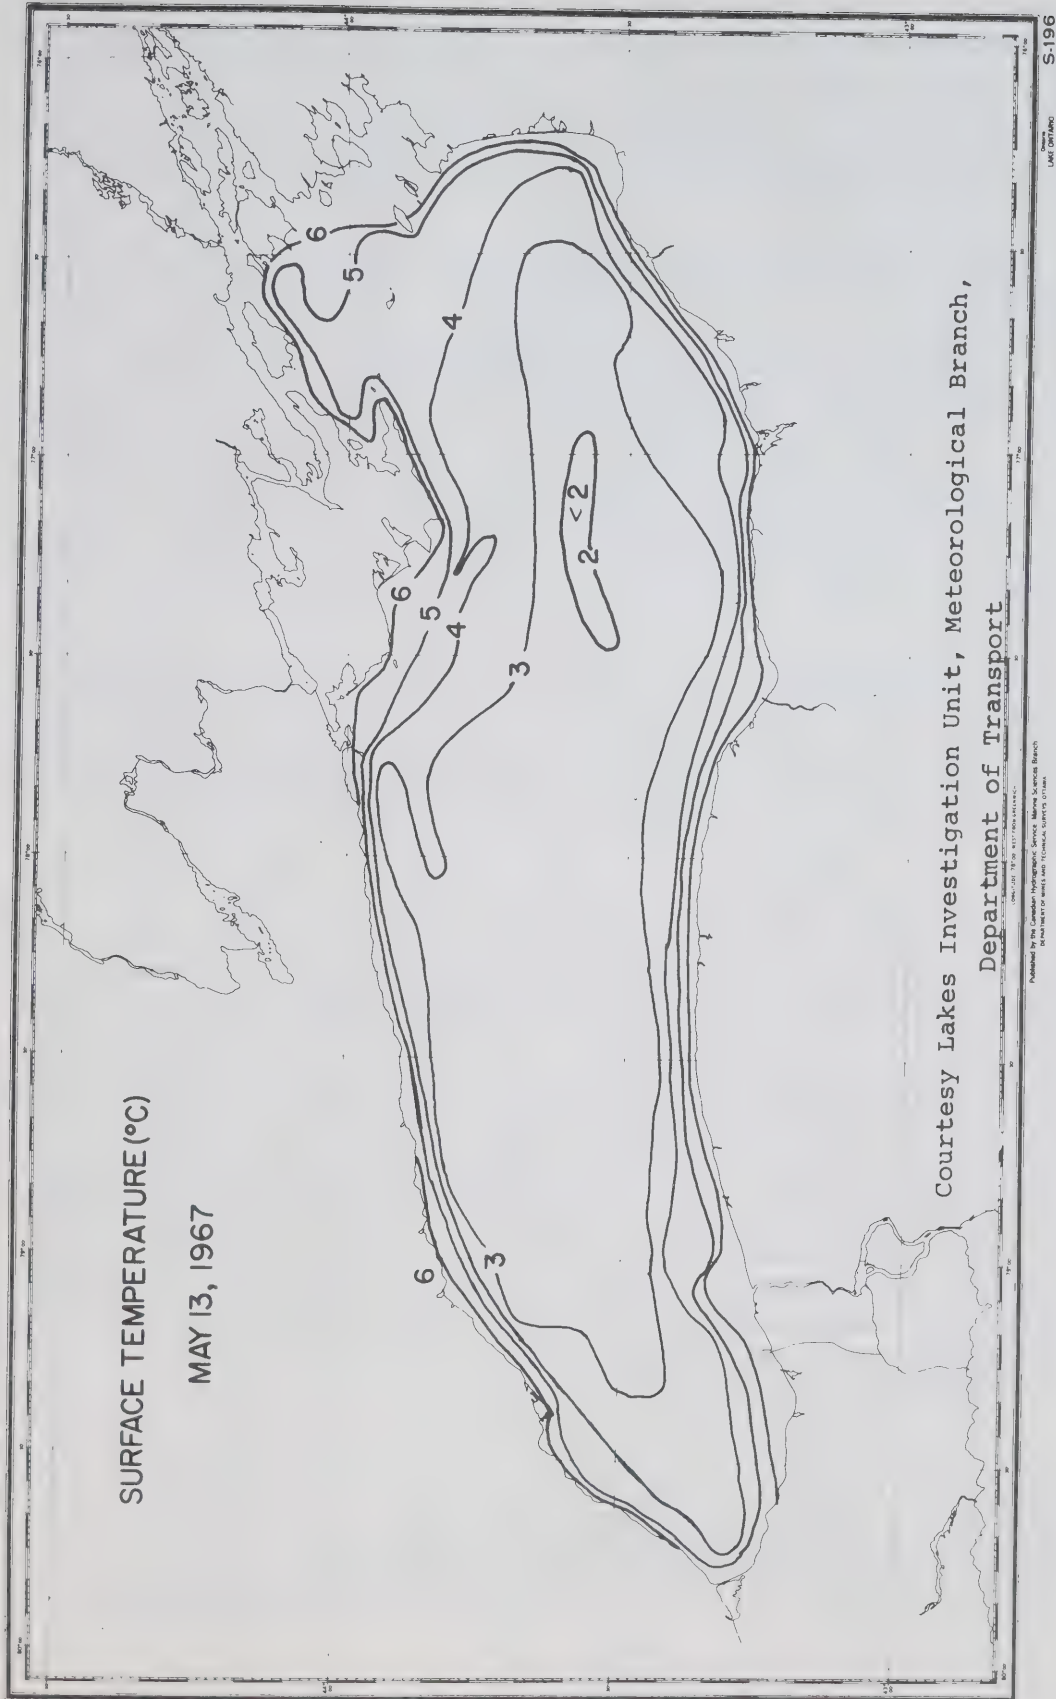 SURFACE TEMPERATURE (°C)
MAY 13, 1967
6
5
4
6
5
4
3
2
< 2
6
3
Courtesy Lakes Investigation Unit, Meteorological Branch,
Department of Transport
Published by the Canadian Hydrographic Service Marine Sciences Branch
DEPARTMENT OF MINES AND TECHNICAL SURVEYS OTTAWA
LAKE ONTARIO
S-196